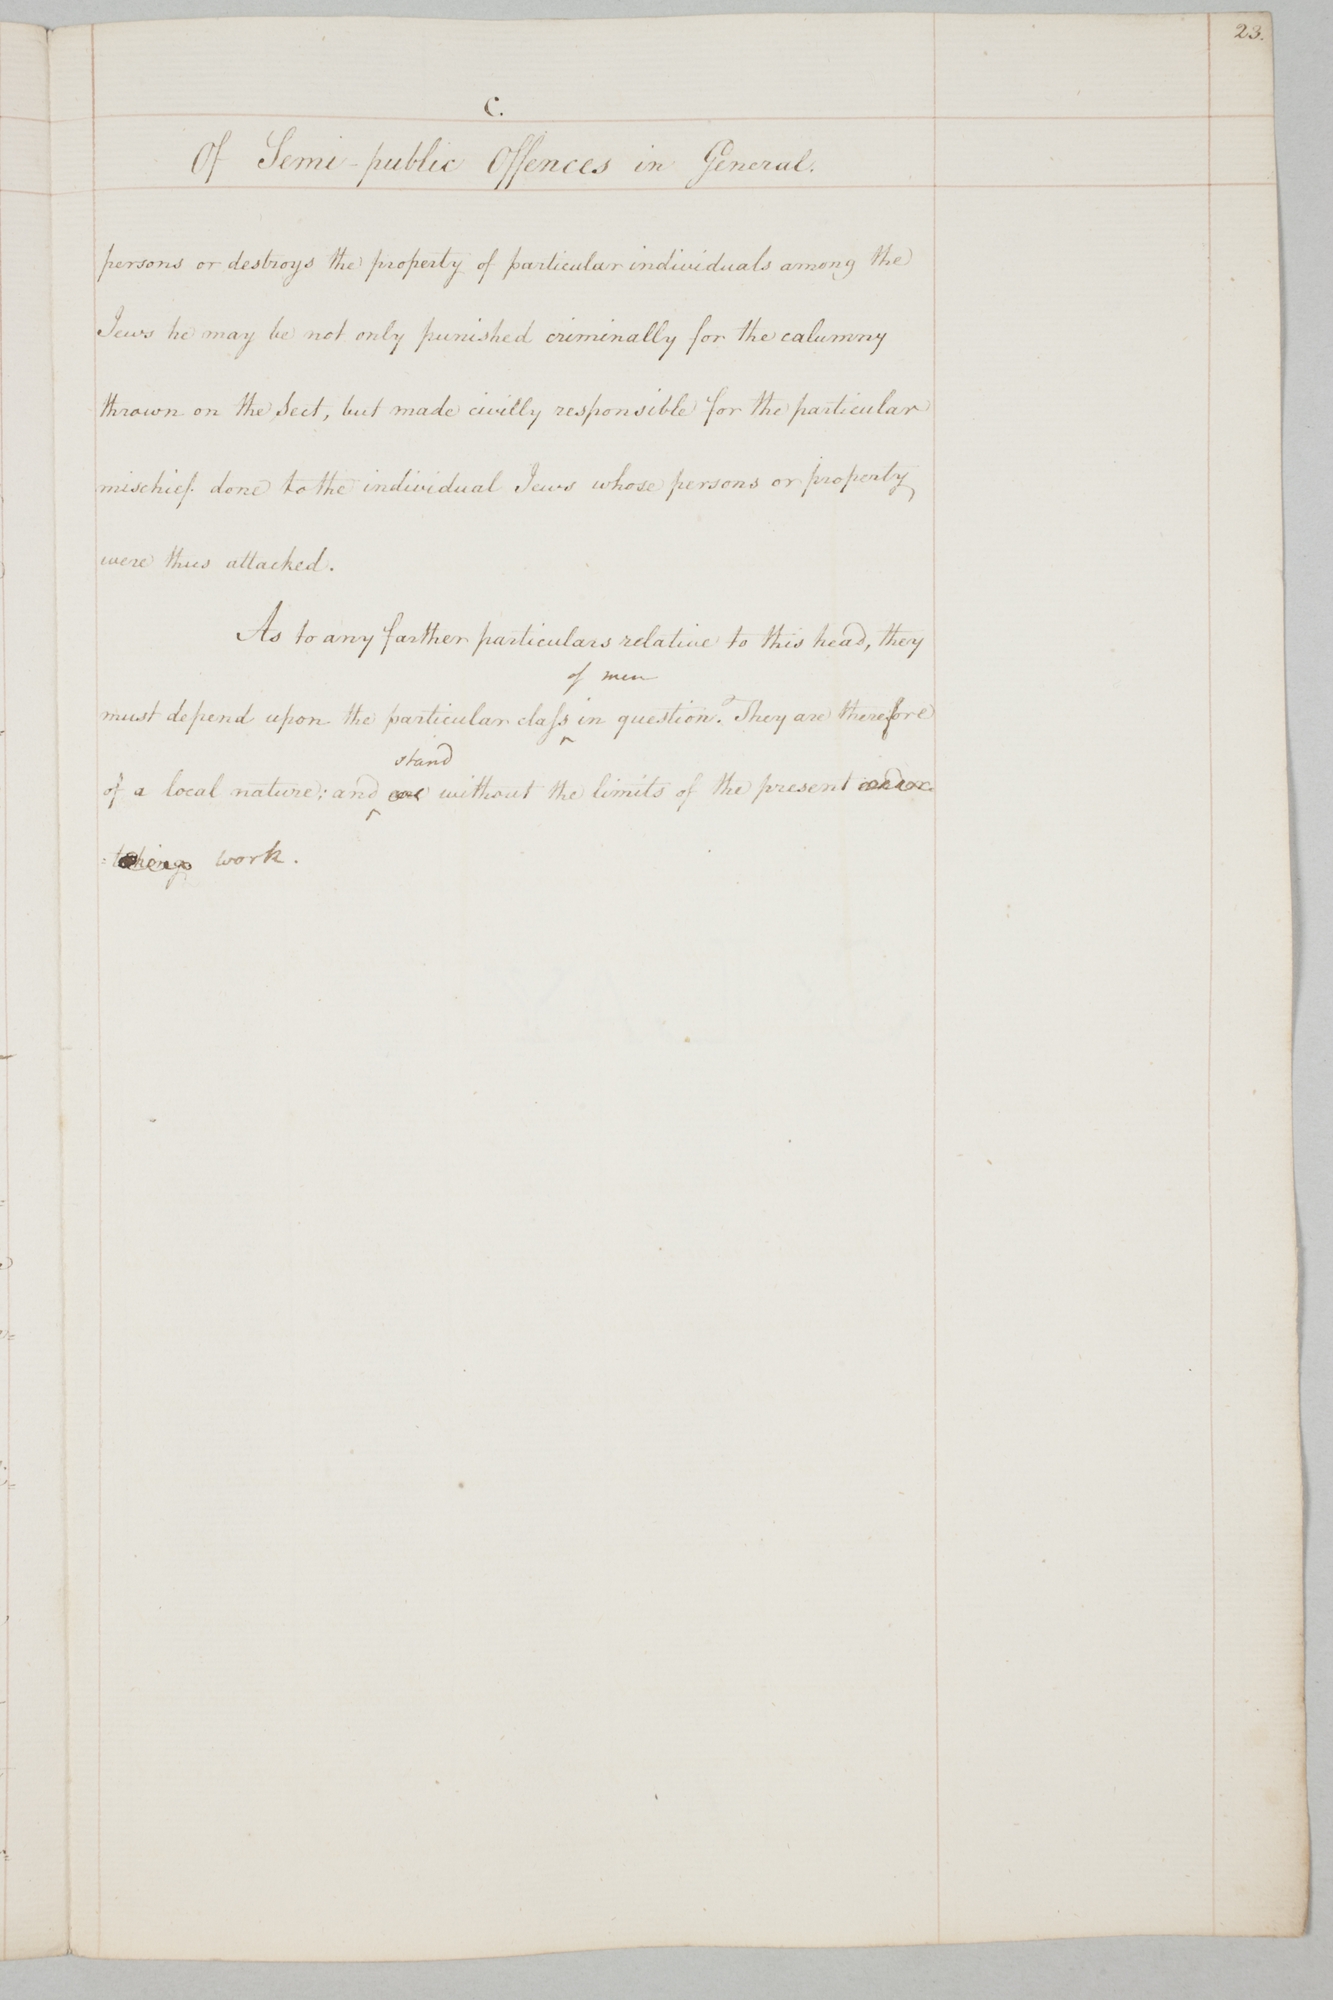 23.
C.
Of Semi-public Offences in General.
persons or destroys the property of particular individuals among the
Jews he may be not only punished criminally for the calumny
thrown on the Sect, but made civilly responsible for the particular
mischief done to the individual Jews whose persons or property
were thus attacked.
As to any farther particulars relative to this head, they
of men
must depend upon the particular class in question. They are therefore
stand
of a local nature; and are without the limits of the present under-
=taking work.